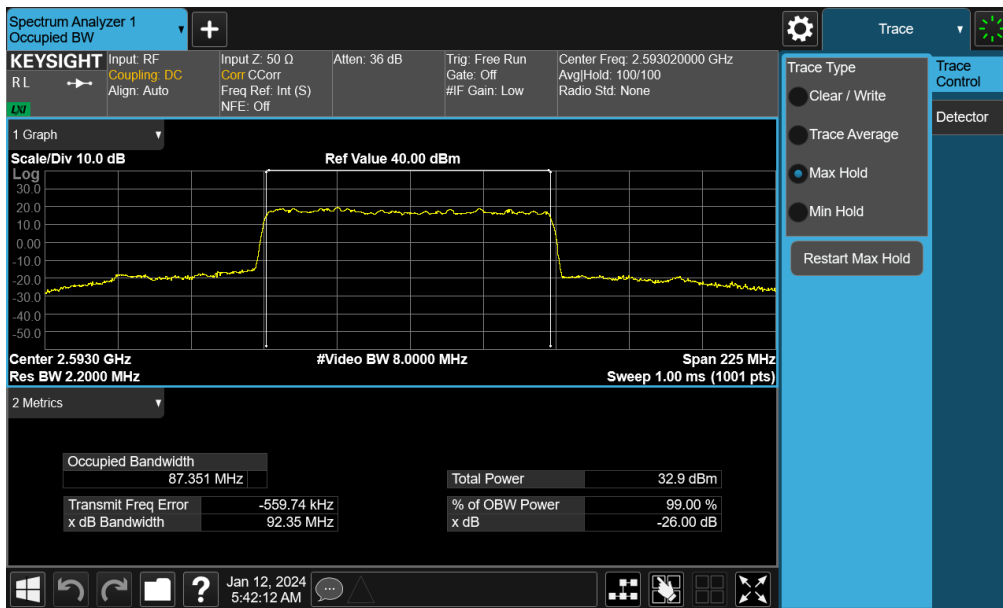 Spectrum Analyzer 1
Occupied BW
Trace
KEYSIGHT
R L
LXI
Input: RF
Coupling: DC
Align: Auto
Input Z: 50 Ω
Corr CCorr
Freq Ref: Int (S)
NFE: Off
Atten: 36 dB
Trig: Free Run
Gate: Off
#IF Gain: Low
Center Freq: 2.593020000 GHz
Avg|Hold: 100/100
Radio Std: None
1 Graph
Scale/Div 10.0 dB
Ref Value 40.00 dBm
Log
30.0
20.0
10.0
0.00
-10.0
-20.0
-30.0
-40.0
-50.0
Center 2.5930 GHz
#Video BW 8.0000 MHz
Span 225 MHz
Res BW 2.2000 MHz
Sweep 1.00 ms (1001 pts)
2 Metrics
Occupied Bandwidth
87.351 MHz
Transmit Freq Error -559.74 kHz
x dB Bandwidth 92.35 MHz
Total Power 32.9 dBm
% of OBW Power 99.00 %
x dB -26.00 dB
Trace Type
Clear / Write
Trace Average
Max Hold
Min Hold
Restart Max Hold
Trace
Control
Detector
Jan 12, 2024
5:42:12 AM